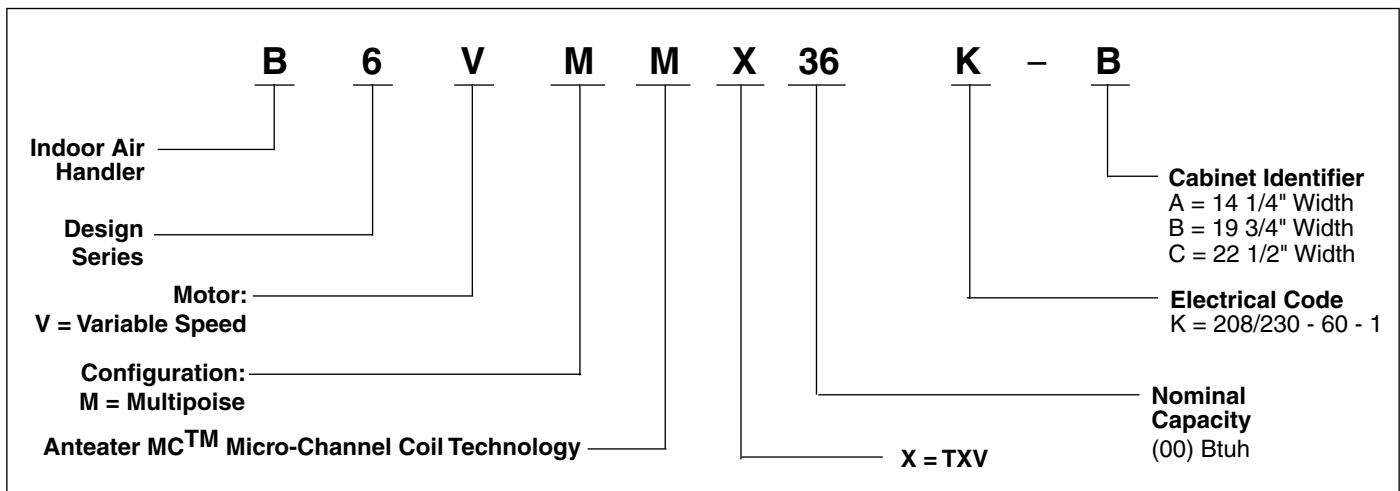 B 6 V M M X 36 K – B
Indoor Air
Handler
Design
Series
Motor:
V = Variable Speed
Configuration:
M = Multipoise
Anteater MCTM Micro-Channel Coil Technology
X = TXV
Nominal
Capacity
(00) Btuh
Electrical Code
K = 208/230 - 60 - 1
Cabinet Identifier
A = 14 1/4" Width
B = 19 3/4" Width
C = 22 1/2" Width